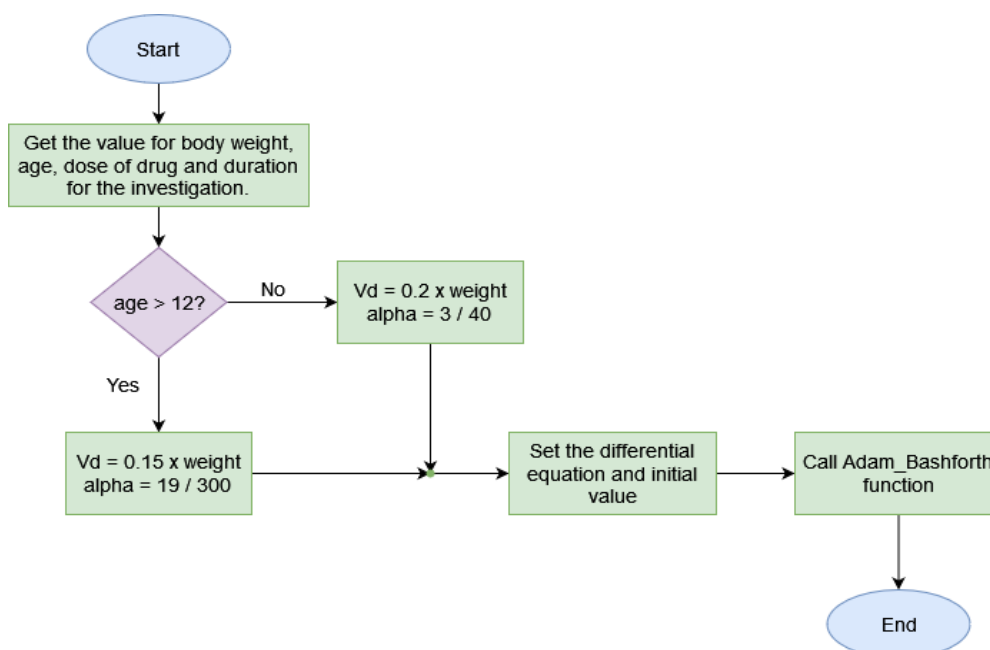 Start
Get the value for body weight,
age, dose of drug and duration
for the investigation.
age > 12?
No
Vd = 0.2 x weight
alpha = 3 / 40
Yes
Vd = 0.15 x weight
alpha = 19 / 300
Set the differential
equation and initial
value
Call Adam_Bashforth
function
End